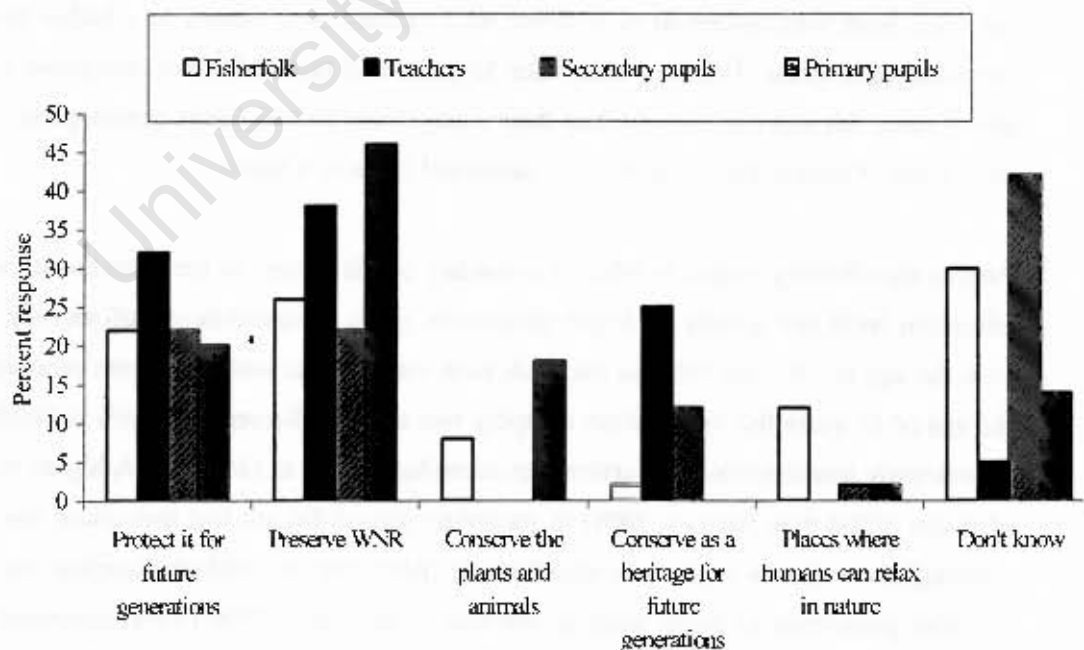 University
Fisherfolk Teachers Secondary pupils Primary pupils
Percent response
50
45
40
35
30
25
20
15
10
5
0
Protect it for
future
generations
Preserve WNR
Conserve the
plants and
animals
Conserve as a
heritage for
future
generations
Places where
humans can relax
in nature
Don't know